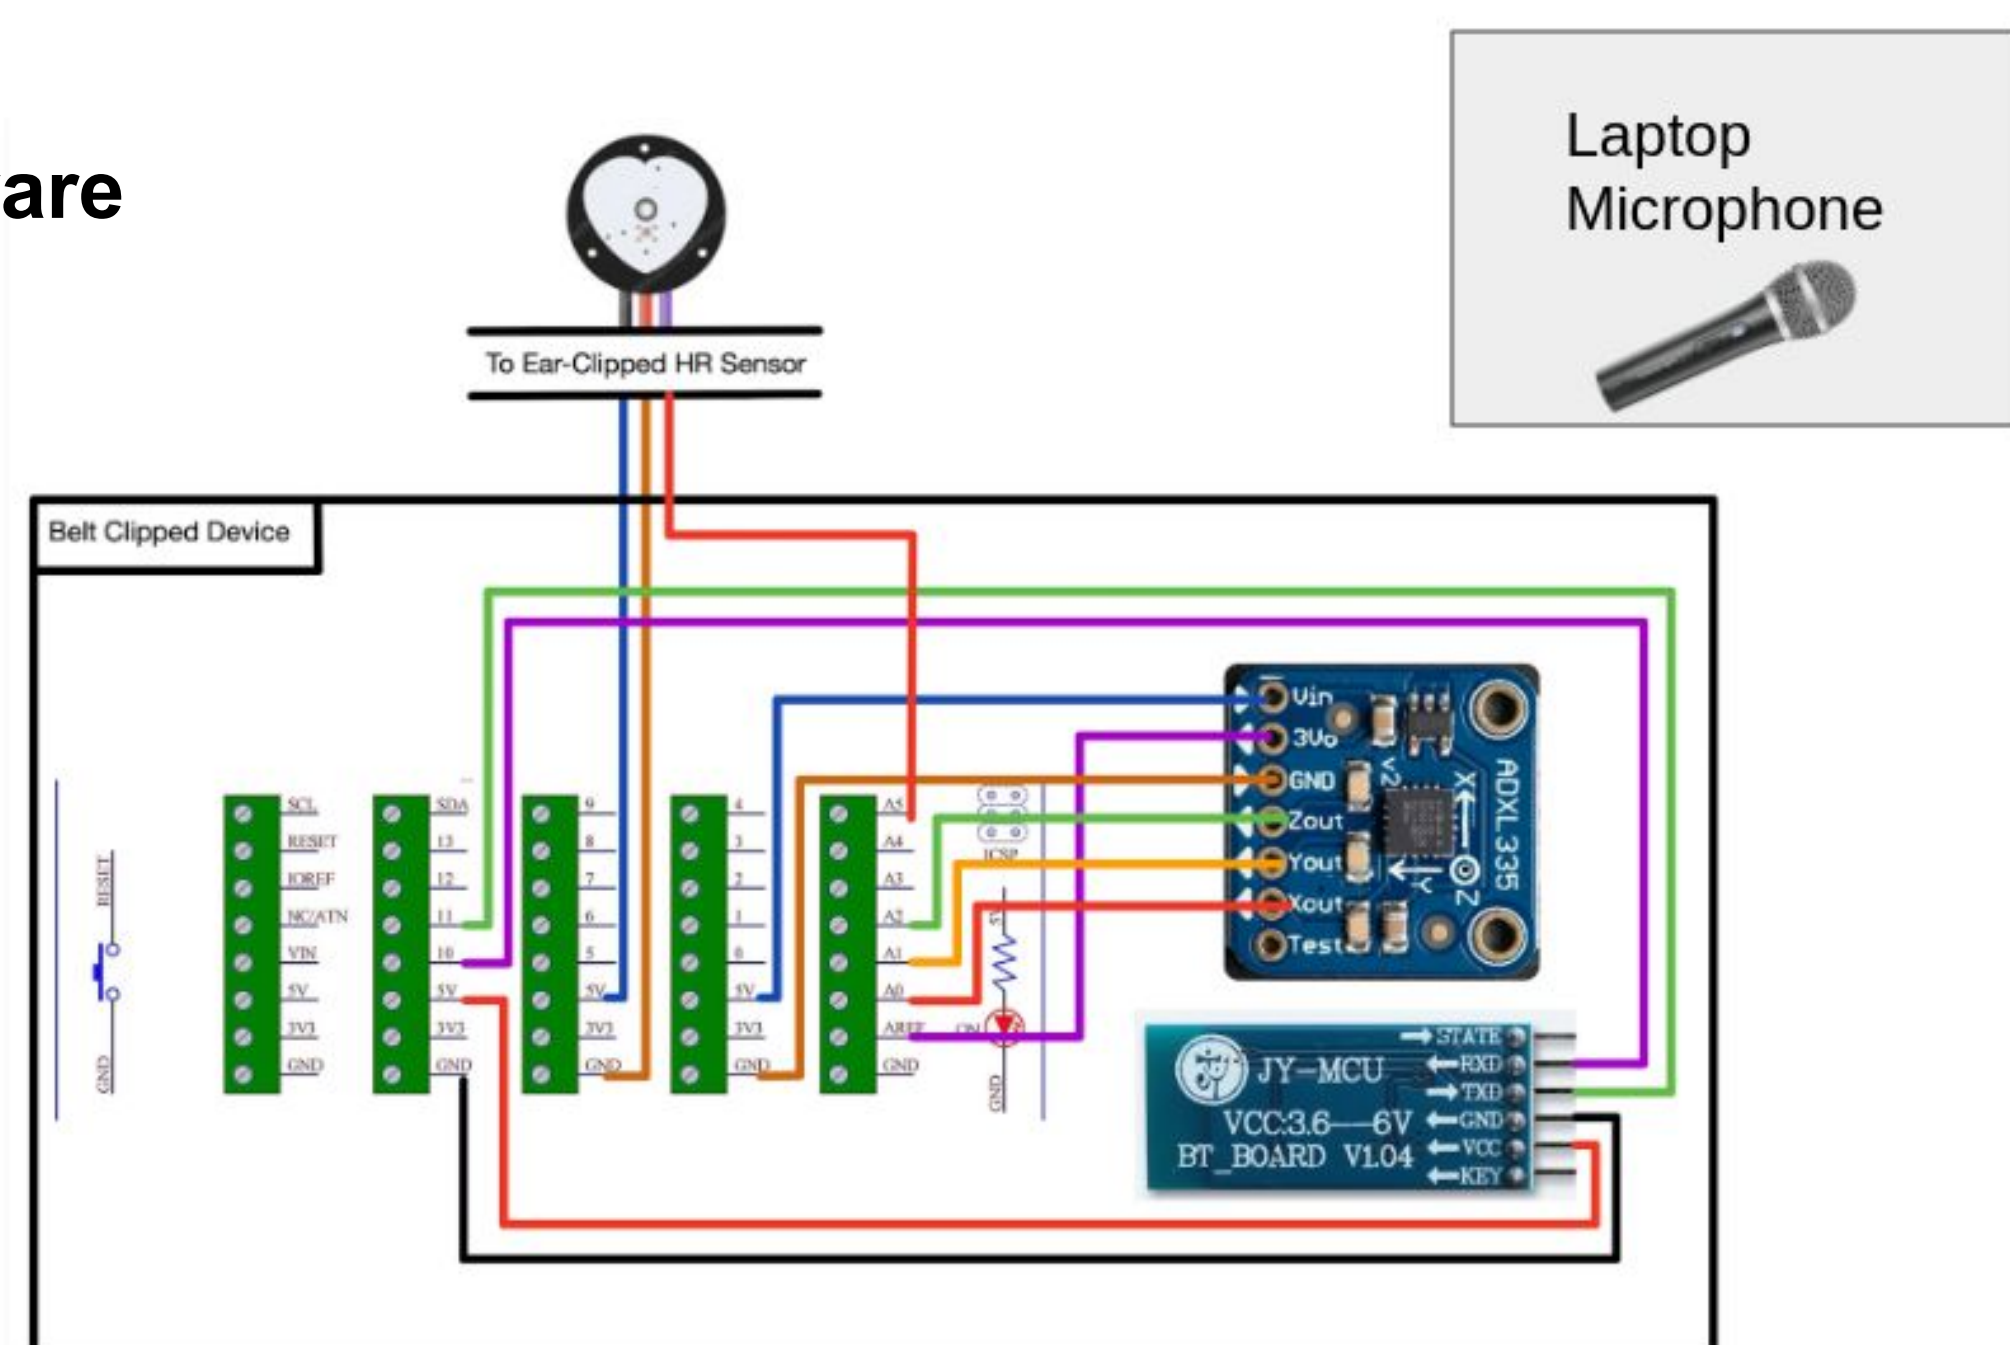 are
Laptop
Microphone
To Ear-Clipped HR Sensor
Belt Clipped Device
RESET
GND
SCL
RESET
IOREF
NC/ATN
VIN
5V
3V3
GND
SDA
13
12
11
10
5V
3V3
GND
9
8
7
6
5
5V
3V3
GND
4
3
2
1
0
5V
3V3
GND
A5
A4
A3
A2
A1
A0
AREF
GND
ICSP
5V
ON
GND
Vin
3Vo
GND
Zout
Yout
Xout
Test
V2
X
Y
Z
ADXL335
JY-MCU
VCC:3.6---6V
BT_BOARD V1.04
STATE
RXD
TXD
GND
VCC
KEY